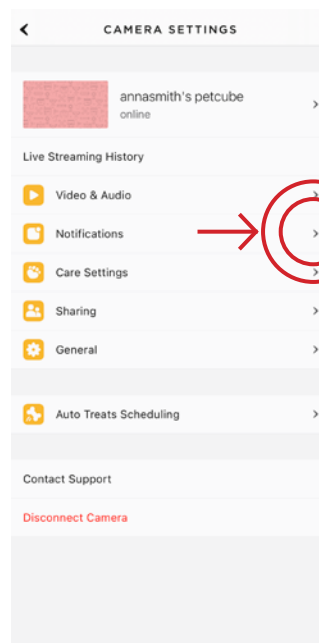 CAMERA SETTINGS
annasmith's petcube
online
Live Streaming History
Video & Audio
Notifications
Care Settings
Sharing
General
Auto Treats Scheduling
Contact Support
Disconnect Camera